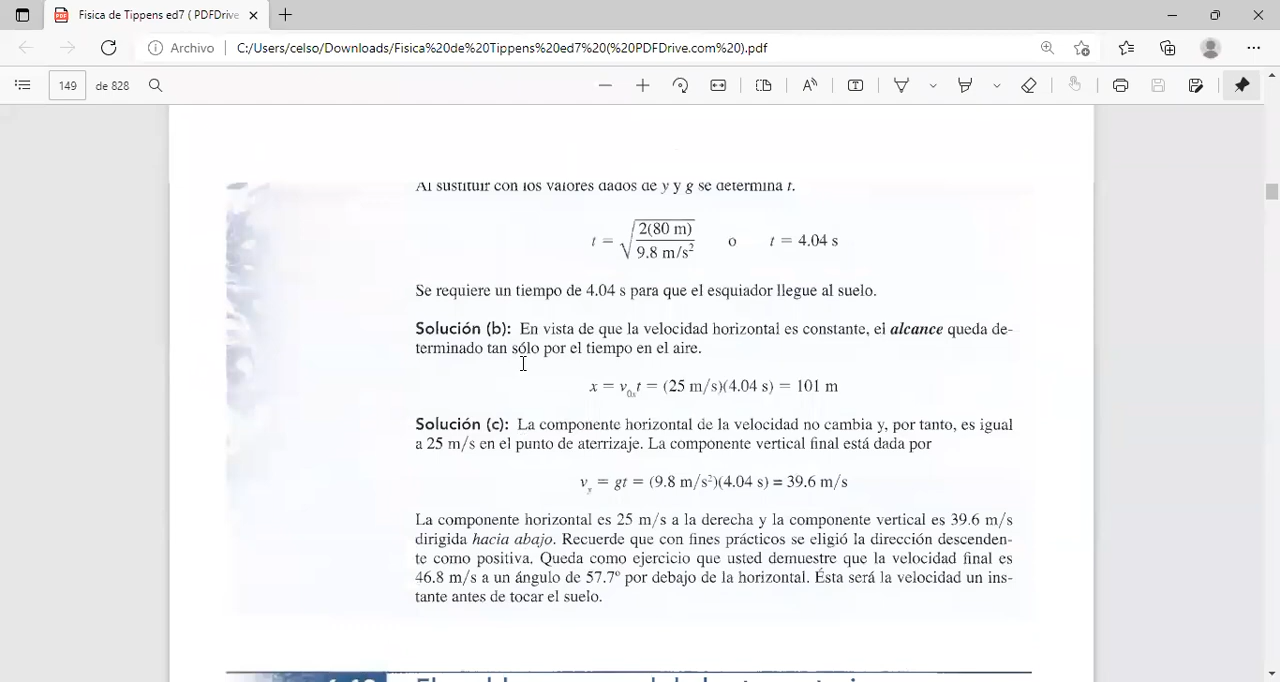 Fisica de Tippens ed7 (PDFDrive
Archivo
C:/Users/celso/Downloads/Fisica%20de%20Tippens%20ed7%20(%20PDFDrive.com%20).pdf
149 de 828
Al sustituir con los valores dados de y y g se determina t.
t = √ 2(80 m) / 9.8 m/s² o t = 4.04 s
Se requiere un tiempo de 4.04 s para que el esquiador llegue al suelo.
Solución (b): En vista de que la velocidad horizontal es constante, el alcance queda de-
terminado tan sólo por el tiempo en el aire.
x = v₀ₓt = (25 m/s)(4.04 s) = 101 m
Solución (c): La componente horizontal de la velocidad no cambia y, por tanto, es igual
a 25 m/s en el punto de aterrizaje. La componente vertical final está dada por
v_y = gt = (9.8 m/s²)(4.04 s) = 39.6 m/s
La componente horizontal es 25 m/s a la derecha y la componente vertical es 39.6 m/s
dirigida hacia abajo. Recuerde que con fines prácticos se eligió la dirección descenden-
te como positiva. Queda como ejercicio que usted demuestre que la velocidad final es
46.8 m/s a un ángulo de 57.7° por debajo de la horizontal. Ésta será la velocidad un ins-
tante antes de tocar el suelo.